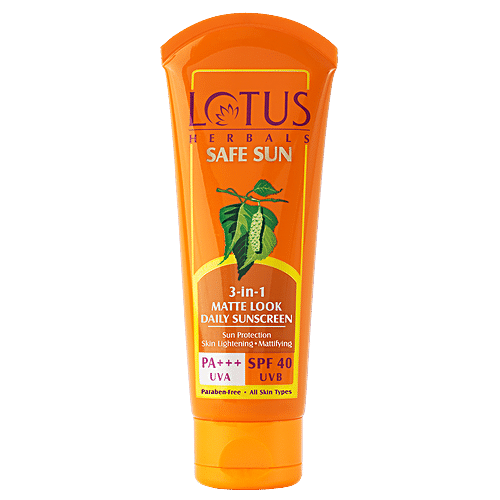 LOTUS
HERBALS
SAFE SUN
3-in-1
MATTE LOOK
DAILY SUNSCREEN
Sun Protection
Skin Lightening • Mattifying
PA+++ SPF 40
UVA UVB
Paraben-Free • All Skin Types